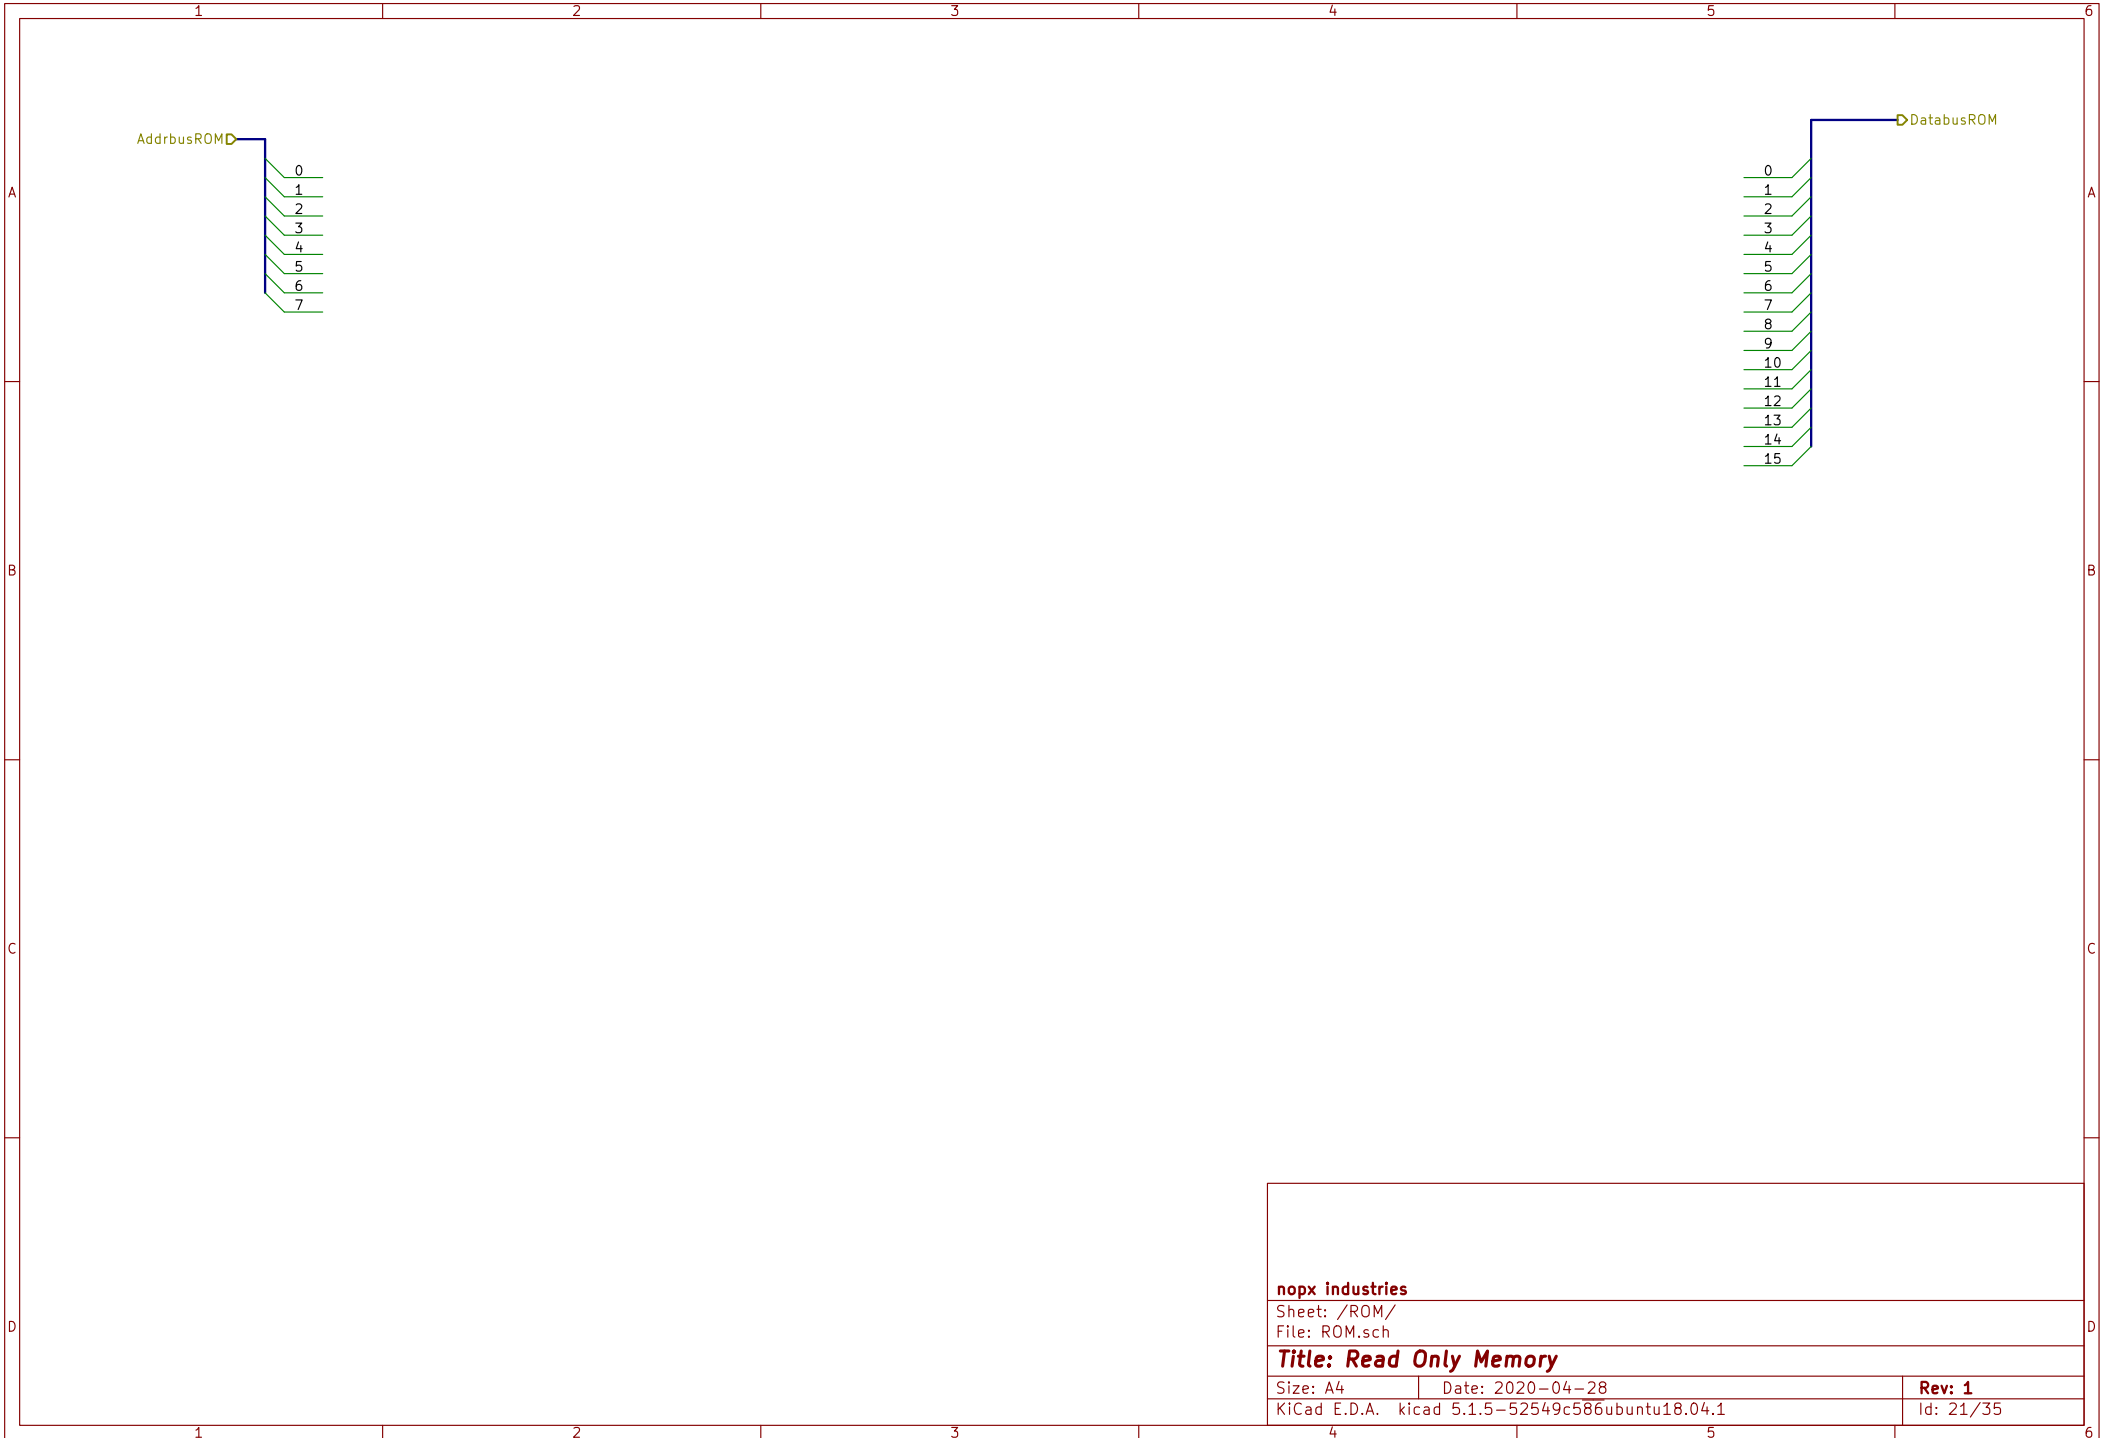 1 2 3 4 5 6
AddrbusROM
DatabusROM
0
1
2
3
4
5
6
7
0
1
2
3
4
5
6
7
8
9
10
11
12
13
14
15
A
A
B
B
C
C
D
D
nopx industries
Sheet: /ROM/
File: ROM.sch
Title: Read Only Memory
Size: A4 Date: 2020-04-28 Rev: 1
KiCad E.D.A. kicad 5.1.5-52549c586ubuntu18.04.1 Id: 21/35
1 2 3 4 5 6